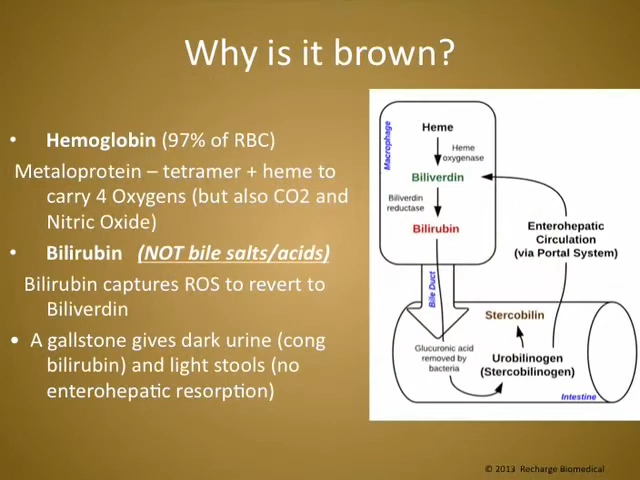 Why is it brown?
• Hemoglobin (97% of RBC)
Metaloprotein – tetramer + heme to
carry 4 Oxygens (but also CO2 and
Nitric Oxide)
• Bilirubin (NOT bile salts/acids)
Bilirubin captures ROS to revert to
Biliverdin
• A gallstone gives dark urine (cong
bilirubin) and light stools (no
enterohepatic resorption)
Macrophage
Heme
Heme
oxygenase
Biliverdin
Biliverdin
reductase
Bilirubin
Enterohepatic
Circulation
(via Portal System)
Bile Duct
Stercobilin
Glucuronic acid
removed by
bacteria
Urobilinogen
(Stercobilinogen)
Intestine
© 2013 Recharge Biomedical